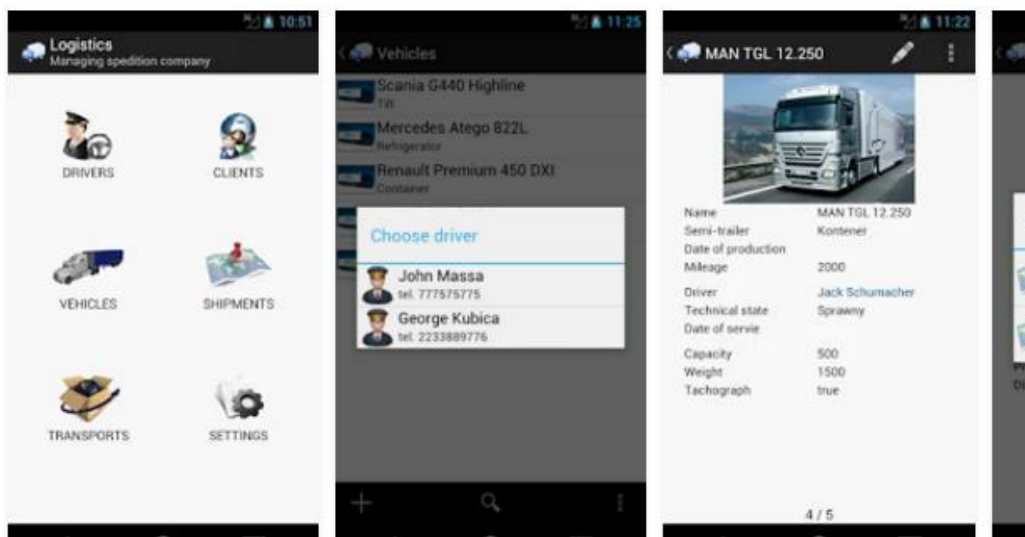 10:51
Logistics
Managing spedition company
DRIVERS
CLIENTS
VEHICLES
SHIPMENTS
TRANSPORTS
SETTINGS
11:25
Vehicles
Scania G440 Highline
Tilt
Mercedes Atego 822L
Refrigerator
Renault Premium 450 DXI
Container
Choose driver
John Massa
tel. 777575775
George Kubica
tel. 2233889776
11:22
MAN TGL 12.250
Name MAN TGL 12.250
Semi-trailer Kontener
Date of production
Mileage 2000
Driver Jack Schumacher
Technical state Sprawny
Date of servie
Capacity 500
Weight 1500
Tachograph true
4 / 5